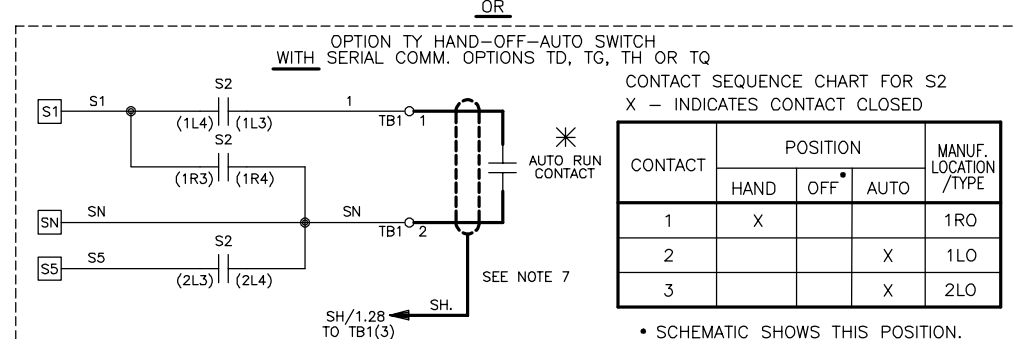 OR
OPTION TY HAND-OFF-AUTO SWITCH
WITH SERIAL COMM. OPTIONS TD, TG, TH OR TQ
CONTACT SEQUENCE CHART FOR S2
X - INDICATES CONTACT CLOSED
S1
S1
S2
(1L4)
(1L3)
1
TB1
1
S2
(1R3)
(1R4)
AUTO RUN
CONTACT
SN
SN
SN
TB1
2
S5
S5
S2
(2L3)
(2L4)
SEE NOTE 7
SH.
SH/1.28
TO TB1(3)
CONTACT
POSITION
MANUF.
LOCATION
/TYPE
HAND
OFF•
AUTO
1 X 1RO
2 X 1LO
3 X 2LO
• SCHEMATIC SHOWS THIS POSITION.